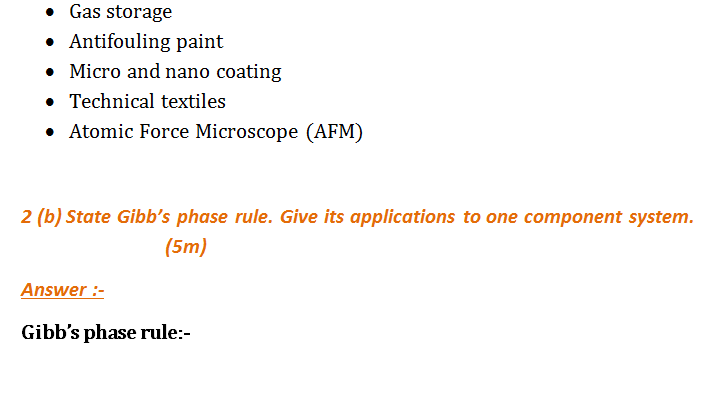 • Gas storage
• Antifouling paint
• Micro and nano coating
• Technical textiles
• Atomic Force Microscope (AFM)
2 (b) State Gibb’s phase rule. Give its applications to one component system.
(5m)
Answer :-
Gibb’s phase rule:-